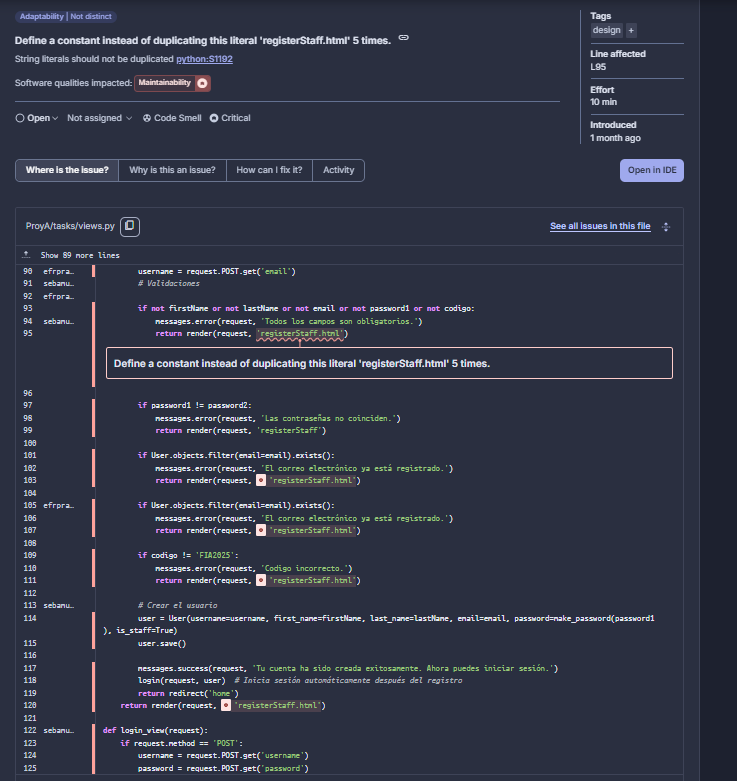 Adaptability | Not distinct
Define a constant instead of duplicating this literal 'registerStaff.html' 5 times.
String literals should not be duplicated python:S1192
Software qualities impacted: Maintainability
Open Not assigned Code Smell Critical
Tags
design +
Line affected
L95
Effort
10 min
Introduced
1 month ago
Where is the issue? Why is this an issue? How can I fix it? Activity
Open in IDE
ProyA/tasks/views.py
See all issues in this file
Show 89 more lines
90 efrpra… username = request.POST.get('email')
91 sebamu… # Validaciones
92 efrpra…
93 if not firstName or not lastName or not email or not password1 or not codigo:
94 sebamu… messages.error(request, 'Todos los campos son obligatorios.')
95 return render(request, 'registerStaff.html')
Define a constant instead of duplicating this literal 'registerStaff.html' 5 times.
96
97 if password1 != password2:
98 messages.error(request, 'Las contraseñas no coinciden.')
99 return render(request, 'registerStaff')
100
101 if User.objects.filter(email=email).exists():
102 messages.error(request, 'El correo electrónico ya está registrado.')
103 return render(request, 'registerStaff.html')
104
105 efrpra… if User.objects.filter(email=email).exists():
106 messages.error(request, 'El correo electrónico ya está registrado.')
107 return render(request, 'registerStaff.html')
108
109 if codigo != 'FIA2025':
110 messages.error(request, 'Codigo incorrecto.')
111 return render(request, 'registerStaff.html')
112
113 sebamu… # Crear el usuario
114 user = User(username=username, first_name=firstName, last_name=lastName, email=email, password=make_password(password1
), is_staff=True)
115 user.save()
116
117 messages.success(request, 'Tu cuenta ha sido creada exitosamente. Ahora puedes iniciar sesión.')
118 login(request, user) # Inicia sesión automáticamente después del registro
119 return redirect('home')
120 return render(request, 'registerStaff.html')
121
122 sebamu… def login_view(request):
123 if request.method == 'POST':
124 username = request.POST.get('username')
125 password = request.POST.get('password')